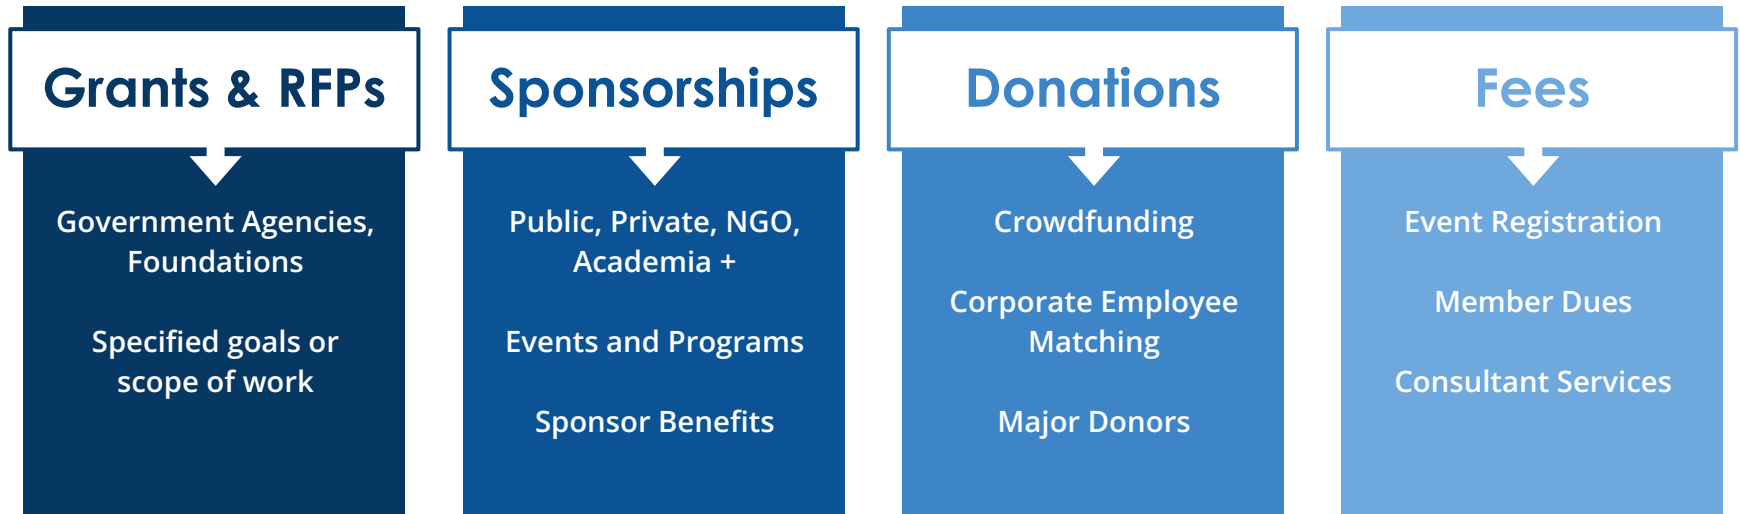 Grants & RFPs
Government Agencies,
Foundations
Specified goals or
scope of work
Sponsorships
Public, Private, NGO,
Academia +
Events and Programs
Sponsor Benefits
Donations
Crowdfunding
Corporate Employee
Matching
Major Donors
Fees
Event Registration
Member Dues
Consultant Services